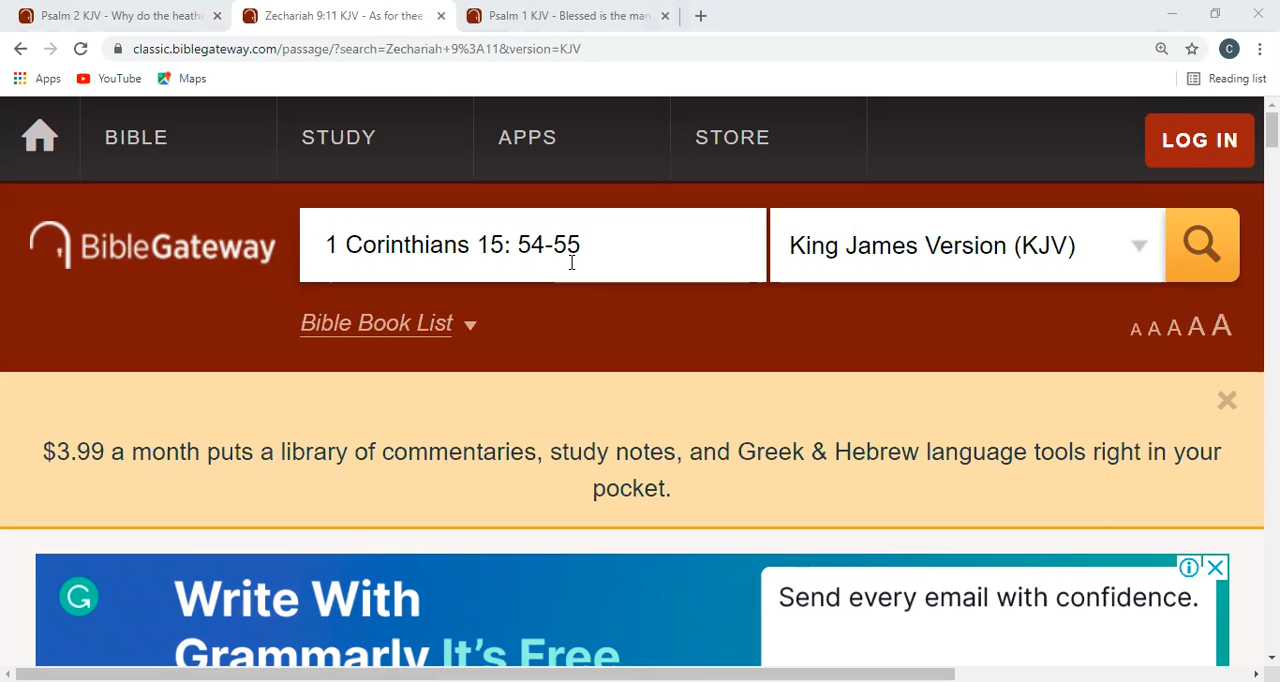 Psalm 2 KJV - Why do the heathe
Zechariah 9:11 KJV - As for thee
Psalm 1 KJV - Blessed is the man
classic.biblegateway.com/passage/?search=Zechariah+9%3A11&version=KJV
C
Apps
YouTube
Maps
Reading list
BIBLE
STUDY
APPS
STORE
LOG IN
BibleGateway
1 Corinthians 15: 54-55
King James Version (KJV)
Bible Book List
A A A A A
$3.99 a month puts a library of commentaries, study notes, and Greek & Hebrew language tools right in your
pocket.
G
Write With
Grammarly It's Free
Send every email with confidence.